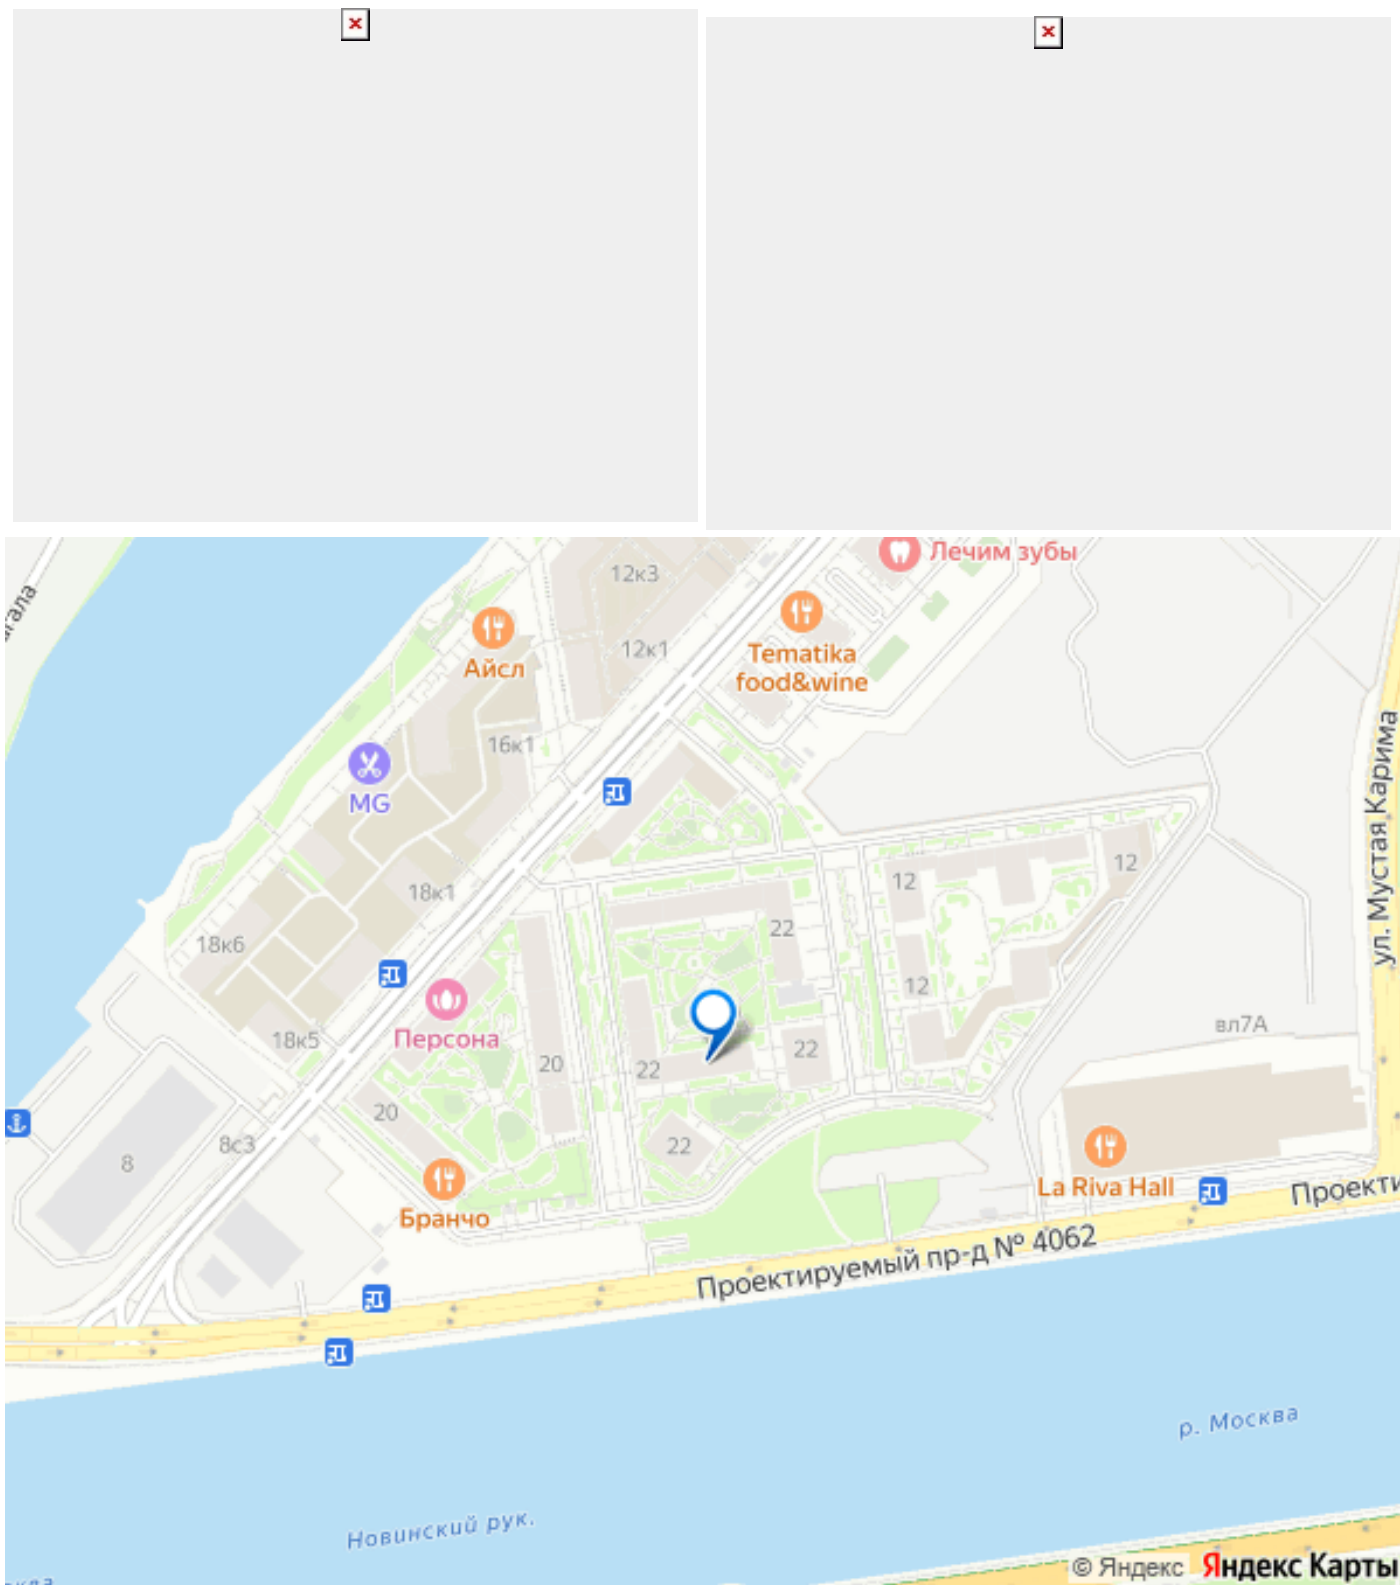 Лечим зубы
12к3
12к1
Айсл
Tematika
food&wine
16к1
MG
ул. Мустая Карима
18к1
12
12
22
18к6
12
Персона
18к5
вл7А
22
20
22
20
8с3
8
22
La Riva Hall
Бранчо
Проекти
Проектируемый пр-д № 4062
р. Москва
Новинский рук.
© Яндекс Яндекс Карты